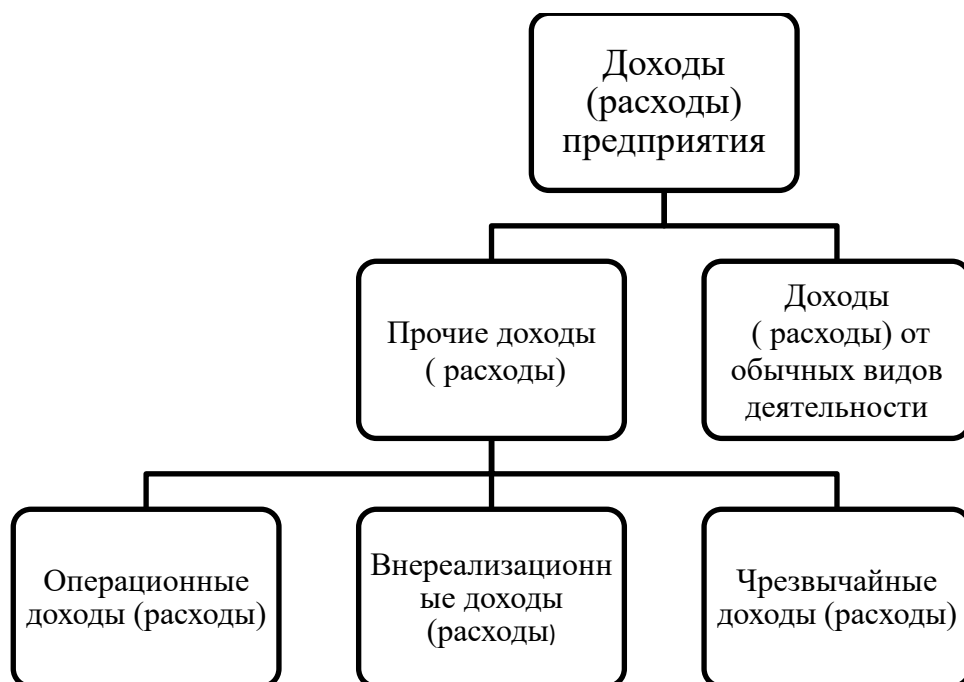 Доходы
(расходы)
предприятия
Прочие доходы
( расходы)
Доходы
( расходы) от
обычных видов
деятельности
Операционные
доходы (расходы)
Внереализационн
ые доходы
(расходы)
Чрезвычайные
доходы (расходы)